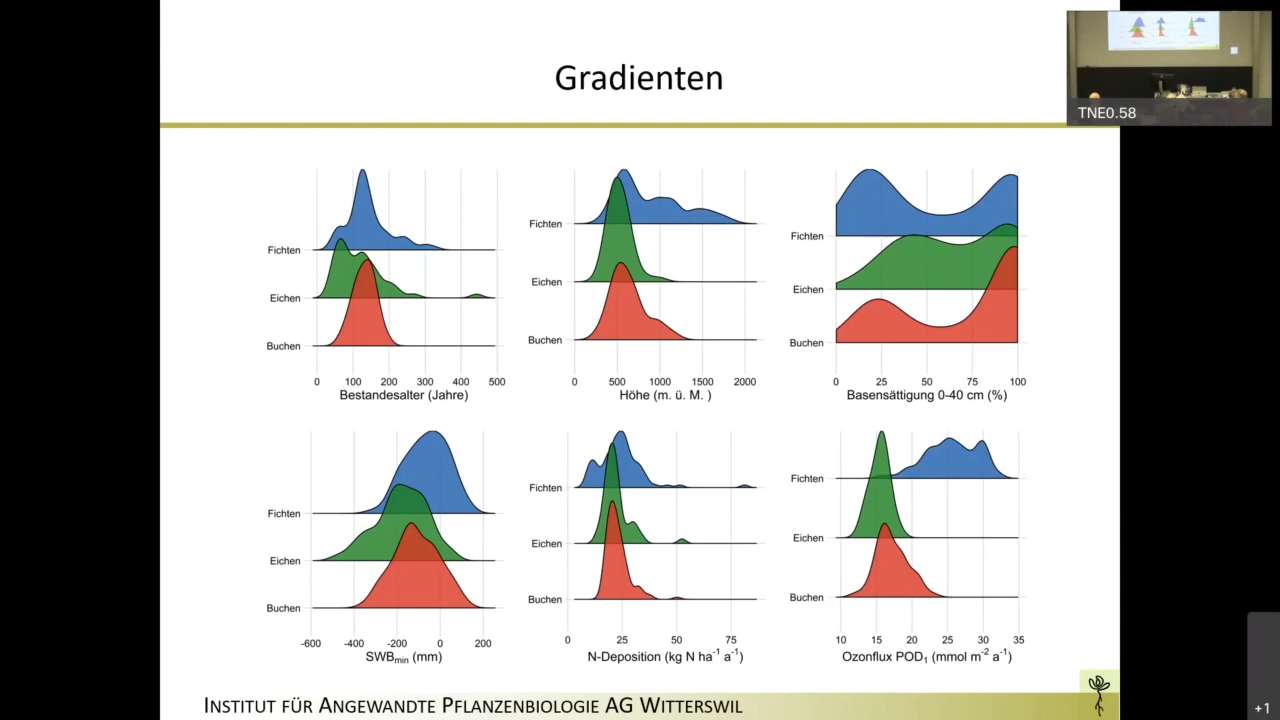 Gradienten
TNE0.58
Fichten
Eichen
Buchen
0 100 200 300 400 500
Bestandesalter (Jahre)
Fichten
Eichen
Buchen
0 500 1000 1500 2000
Höhe (m. ü. M. )
Fichten
Eichen
Buchen
0 25 50 75 100
Basensättigung 0-40 cm (%)
Fichten
Eichen
Buchen
-600 -400 -200 0 200
SWBmin (mm)
Fichten
Eichen
Buchen
0 25 50 75
N-Deposition (kg N ha-1 a-1)
Fichten
Eichen
Buchen
10 15 20 25 30 35
Ozonflux POD1 (mmol m-2 a-1)
INSTITUT FÜR ANGEWANDTE PFLANZENBIOLOGIE AG WITTERSWIL
+1